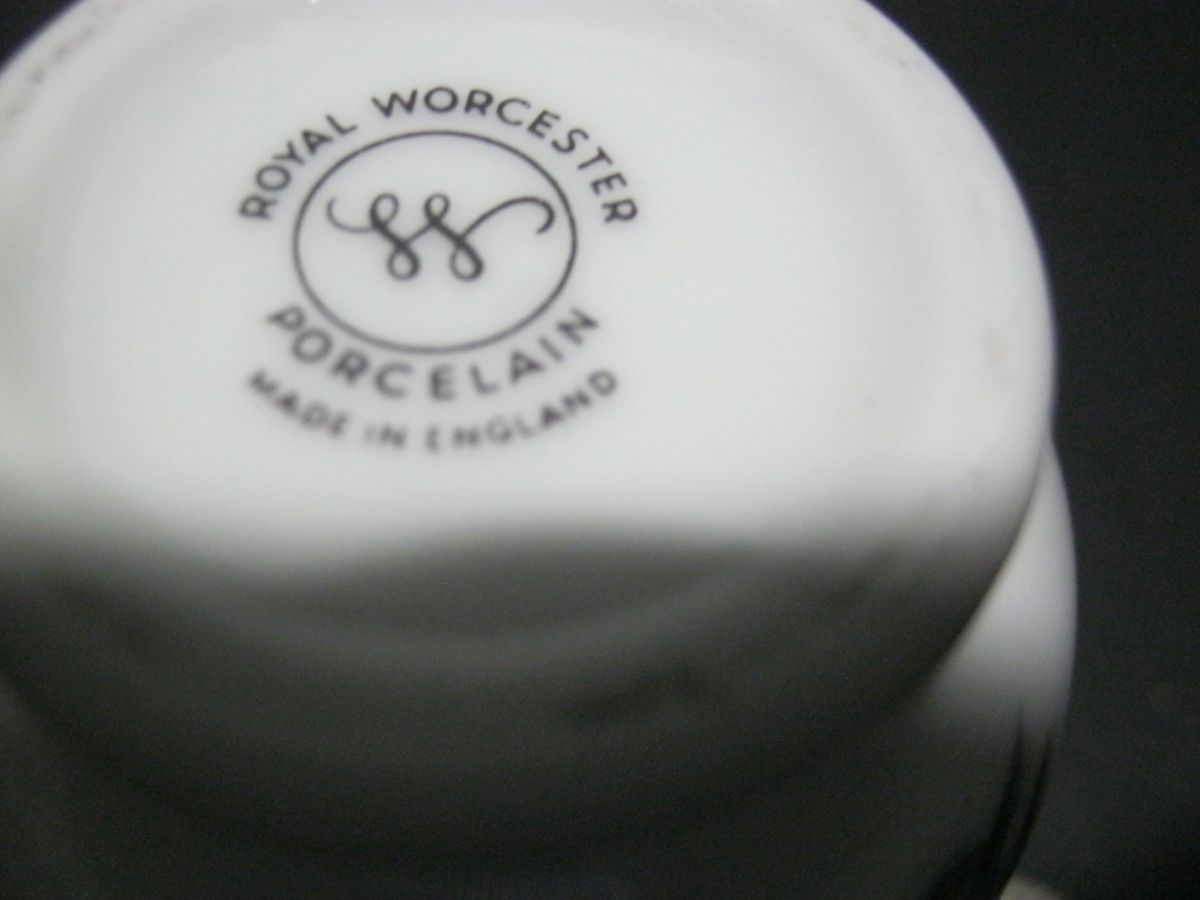 ROYAL WORCESTER
W
PORCELAIN
MADE IN ENGLAND